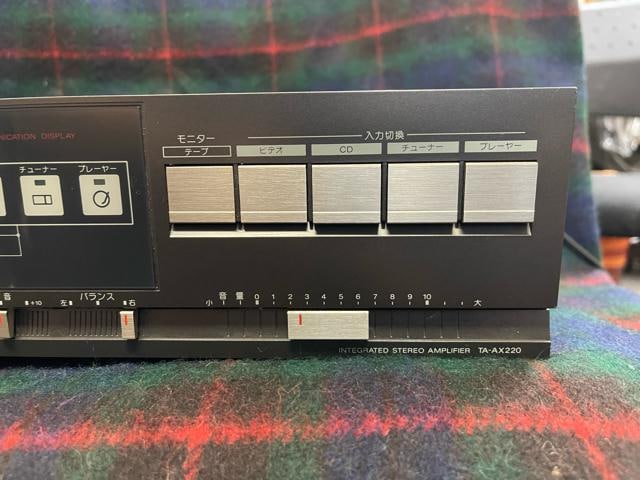 NICATION DISPLAY
モニター 入力切換
テープ ビデオ CD チューナー プレーヤー
チューナー プレーヤー
音 +10 左 バランス 右
小 音量 0 1 2 3 4 5 6 7 8 9 10 大
INTEGRATED STEREO AMPLIFIER TA-AX220